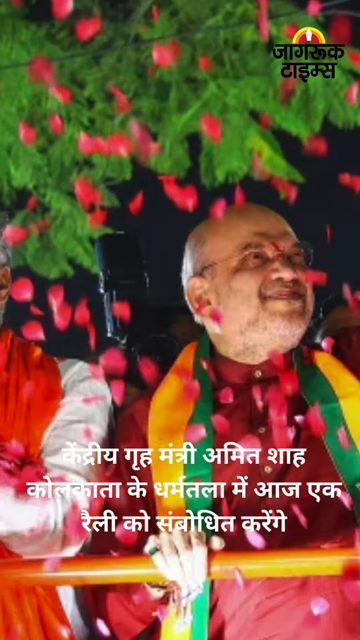 जागरूक
टाइम्स
केंद्रीय गृह मंत्री अमित शाह
कोलकाता के धर्मतला में आज एक
रैली को संबोधित करेंगे